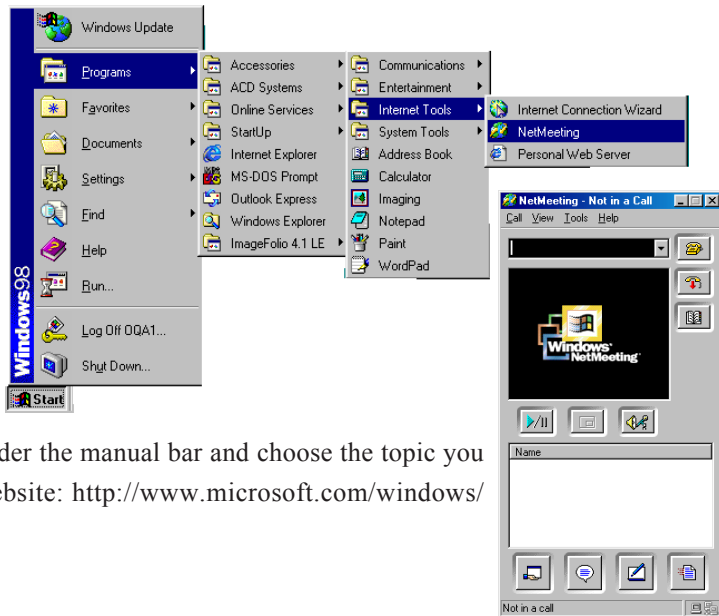 Windows Update
Programs
Favorites
Documents
Settings
Find
Help
Run...
Log Off OQA1...
Shut Down...
Windows98
Start
Accessories
ACD Systems
Online Services
StartUp
Internet Explorer
MS-DOS Prompt
Outlook Express
Windows Explorer
ImageFolio 4.1 LE
Communications
Entertainment
Internet Tools
System Tools
Address Book
Calculator
Imaging
Notepad
Paint
WordPad
Internet Connection Wizard
NetMeeting
Personal Web Server
NetMeeting - Not in a Call
Call View Tools Help
Windows
NetMeeting
Name
Not in a call
der the manual bar and choose the topic you
ebsite: http://www.microsoft.com/windows/